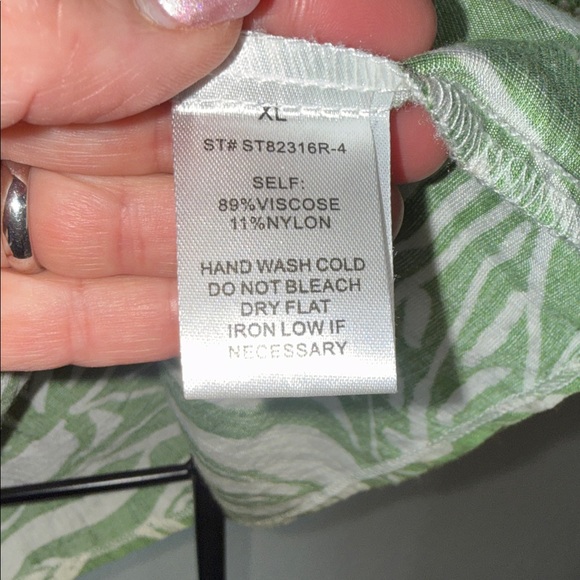 XL
ST# ST82316R-4
SELF:
89%VISCOSE
11%NYLON
HAND WASH COLD
DO NOT BLEACH
DRY FLAT
IRON LOW IF
NECESSARY